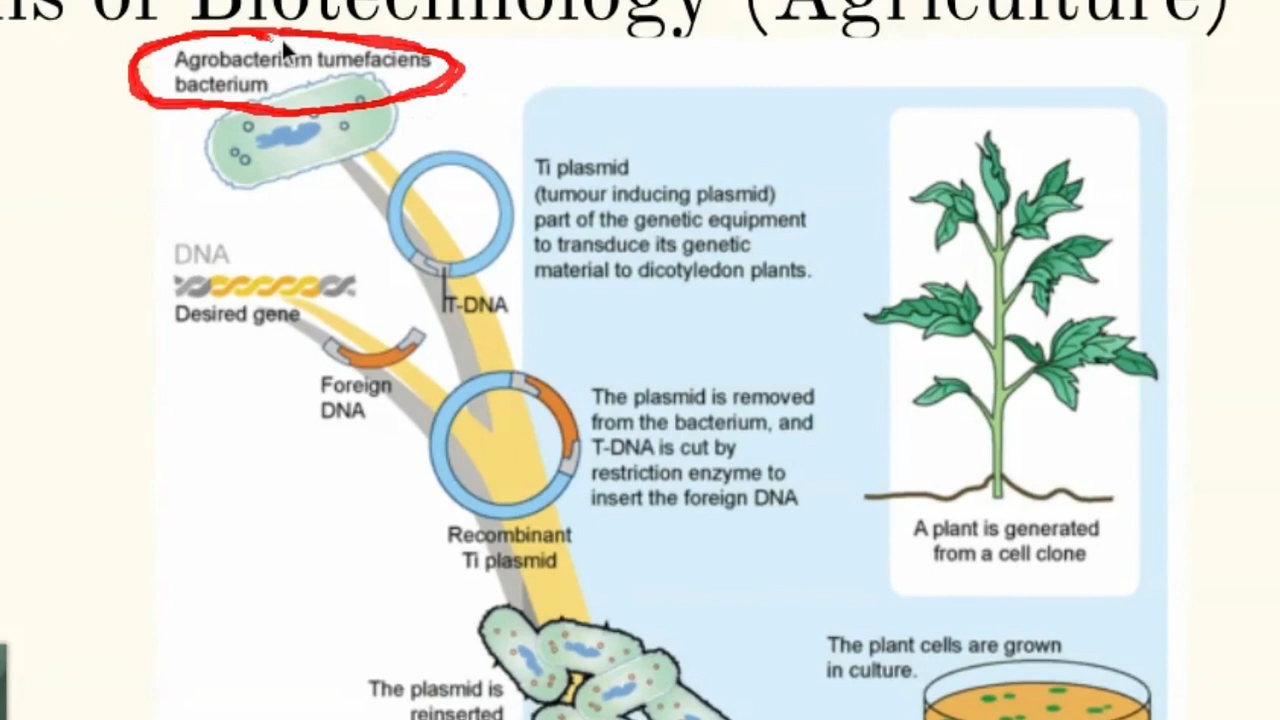 of Biotechnology (Agriculture)
Agrobacterium tumefaciens
bacterium
Ti plasmid
(tumour inducing plasmid)
part of the genetic equipment
to transduce its genetic
material to dicotyledon plants.
DNA
Desired gene
T-DNA
Foreign
DNA
The plasmid is removed
from the bacterium, and
T-DNA is cut by
restriction enzyme to
insert the foreign DNA
Recombinant
Ti plasmid
A plant is generated
from a cell clone
The plant cells are grown
in culture.
The plasmid is
reinserted